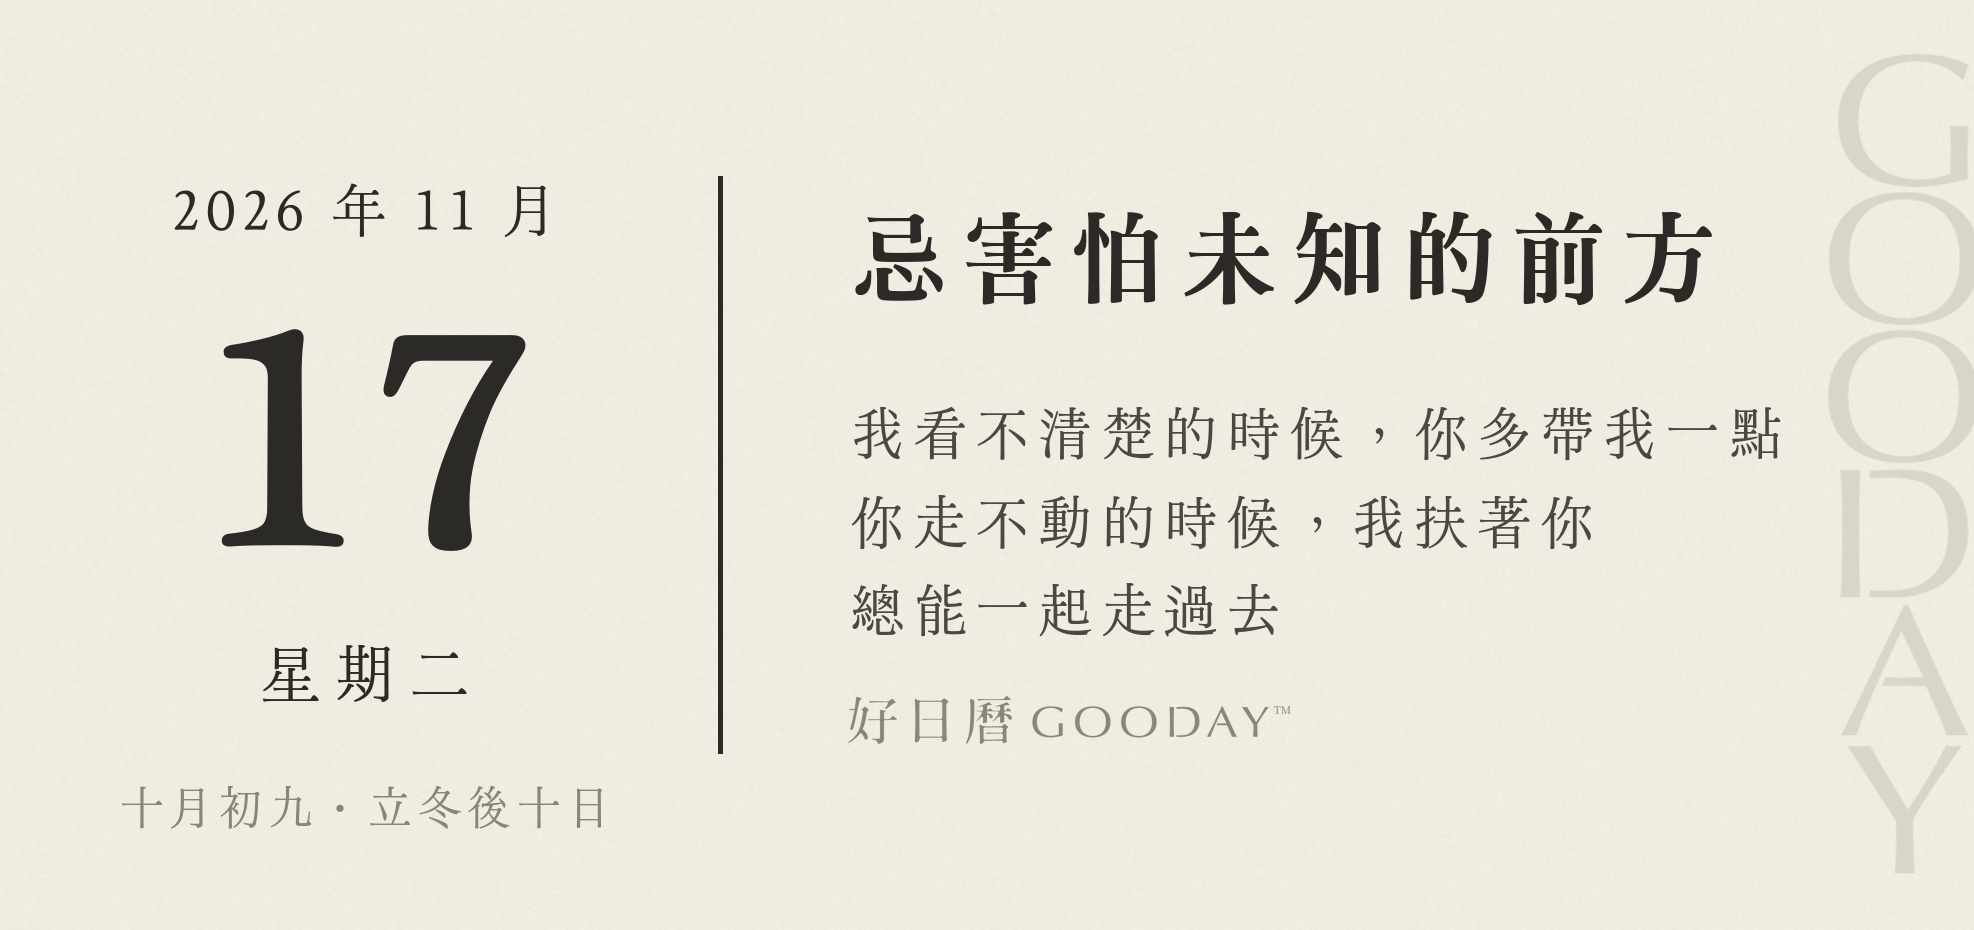 2026 年 11 月
17
星期二
十月初九・立冬後十日
忌害怕未知的前方
我看不清楚的時候，你多帶我一點
你走不動的時候，我扶著你
總能一起走過去
好日曆 GOODAY™
GOODAY